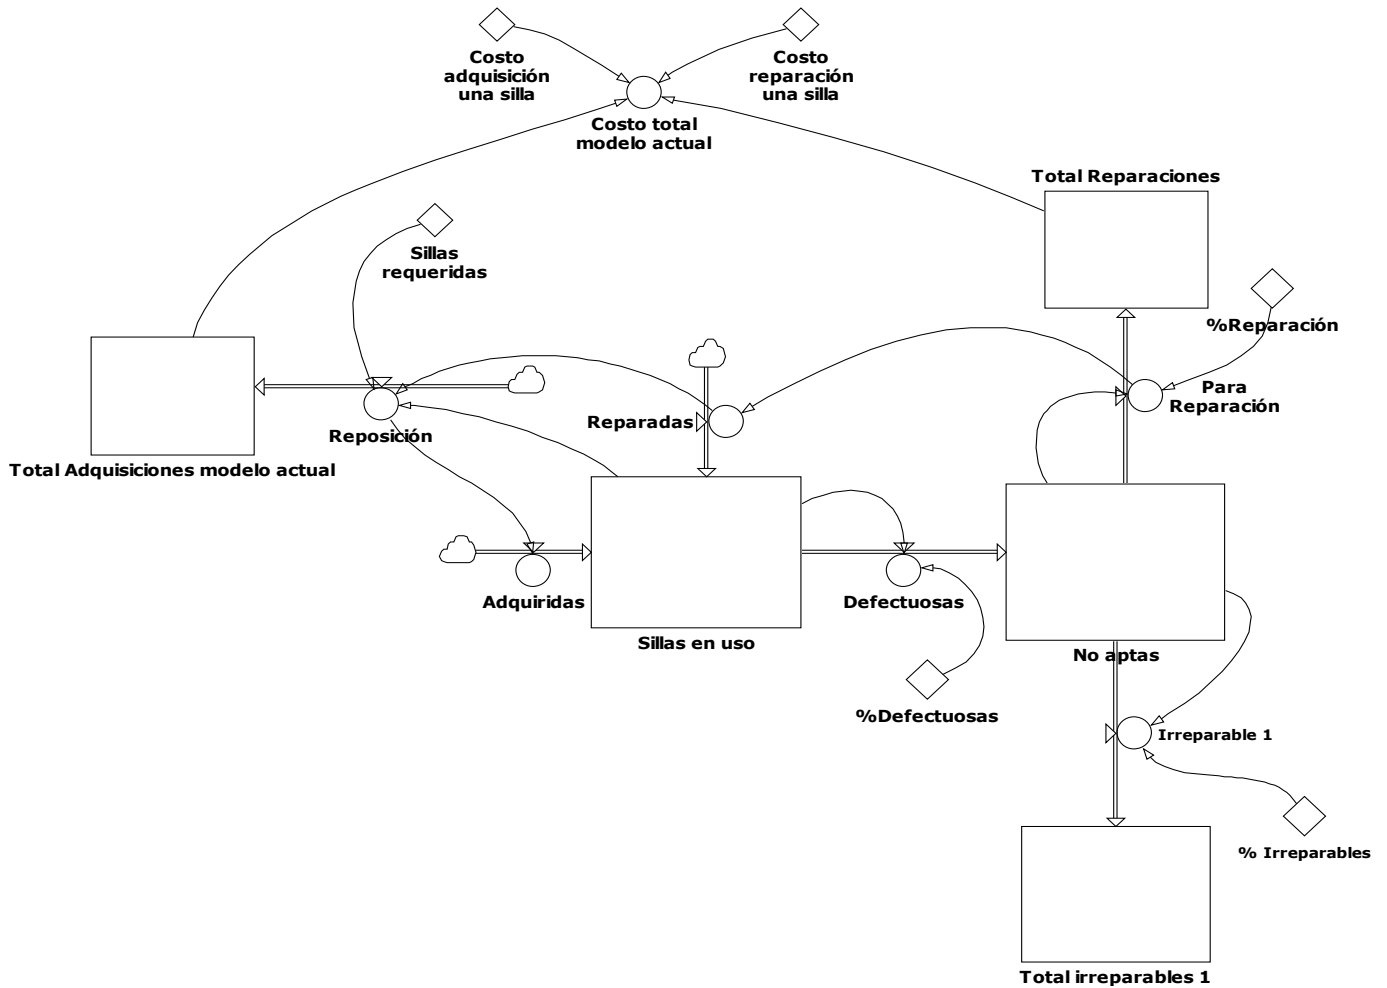 Costo
adquisición
una silla
Costo
reparación
una silla
Costo total
modelo actual
Total Reparaciones
Sillas
requeridas
%Reparación
Para
Reparación
Reparadas
Reposición
Total Adquisiciones modelo actual
Adquiridas
Defectuosas
Sillas en uso
No aptas
%Defectuosas
Irreparable 1
% Irreparables
Total irreparables 1